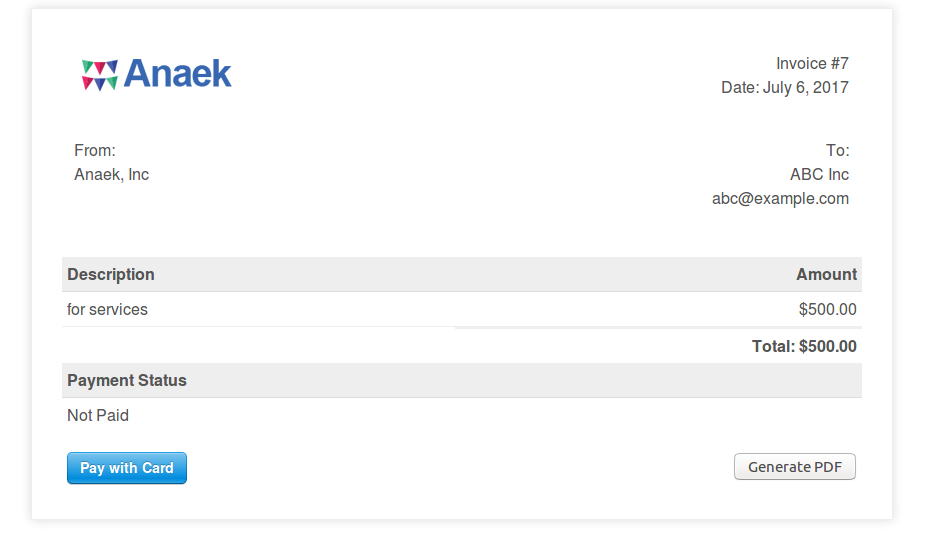 Anaek
Invoice #7
Date: July 6, 2017
From:
Anaek, Inc
To:
ABC Inc
abc@example.com
Description Amount
for services $500.00
Total: $500.00
Payment Status
Not Paid
Pay with Card Generate PDF